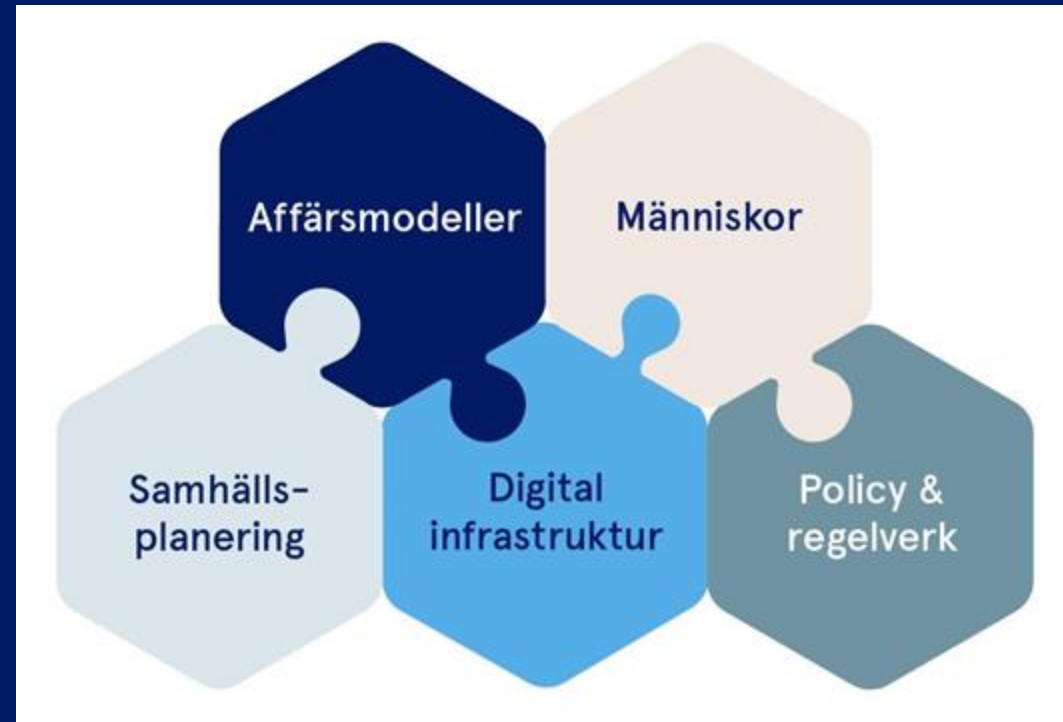 Affärsmodeller
Människor
Samhälls-
planering
Digital
infrastruktur
Policy &
regelverk